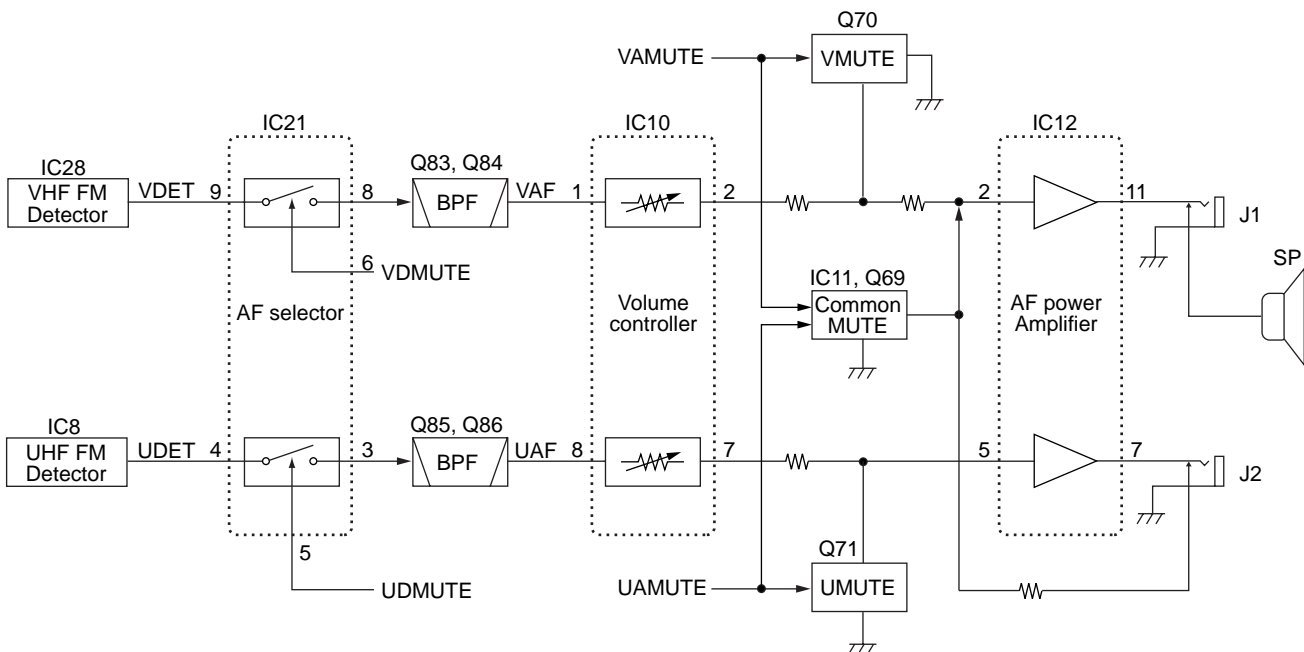 Q70
VAMUTE
VMUTE
IC21
IC10
IC12
IC28
VHF FM
Detector
VDET
9
8
Q83, Q84
BPF
VAF
1
2
2
11
J1
6
VDMUTE
SP
IC11, Q69
Common
MUTE
AF selector
Volume
controller
AF power
Amplifier
IC8
UHF FM
Detector
UDET
4
3
Q85, Q86
BPF
UAF
8
7
5
7
J2
5
Q71
UDMUTE
UAMUTE
UMUTE